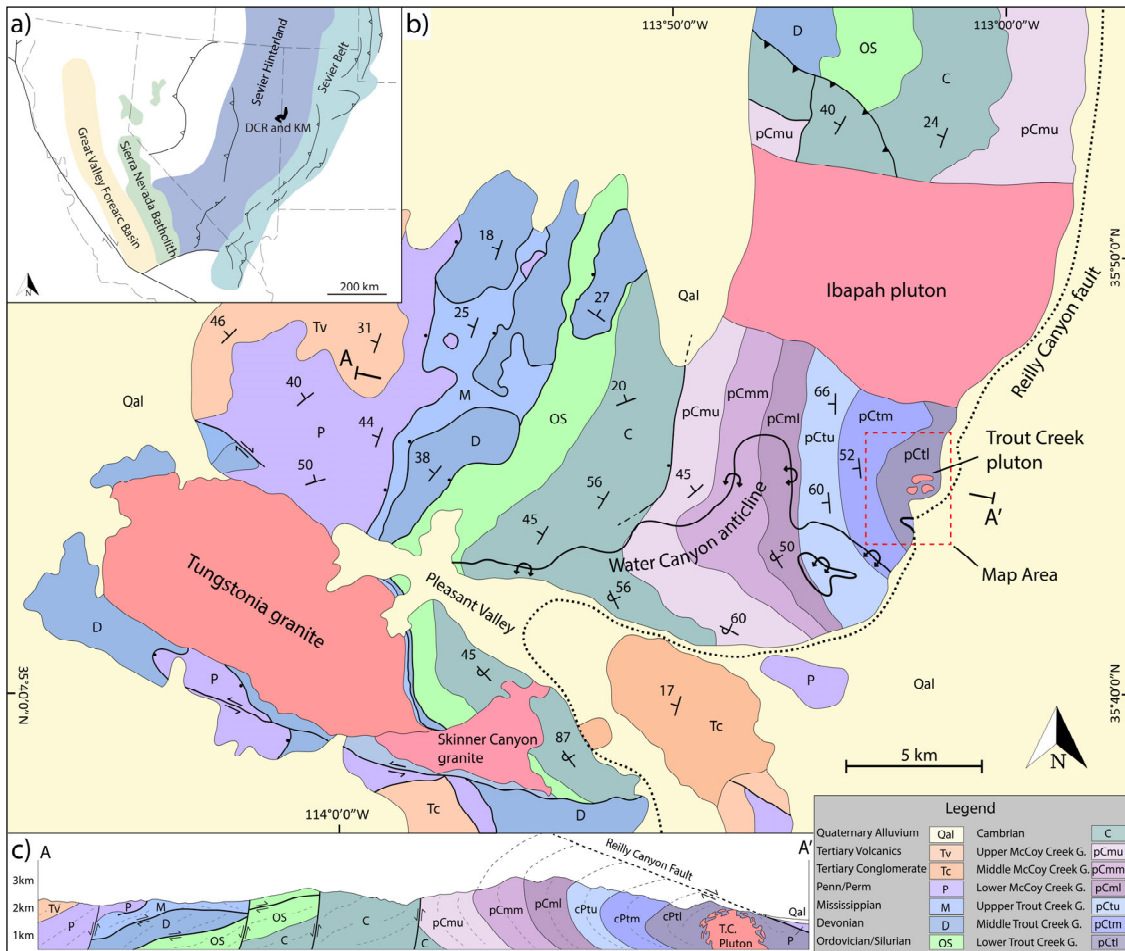 a)
Sevier Hinterland
Sevier Belt
DCR and KM
Great Valley Forearc Basin
Sierra Nevada Batholith
N
200 km
b)
113°50'0"W
113°00'0"W
D
OS
C
40
24
pCmu
pCmu
35°50'0"N
Ibapah pluton
Reilly Canyon fault
18
27
25
Qal
46
Tv
31
A
40
M
20
44
P
OS
Qal
pCmu
pCmm
pCml
66
pCtu
pCtm
52
pCtl
Trout Creek
pluton
A'
Map Area
50
38
D
C
56
45
45
60
Water Canyon anticline
50
56
60
D
Tungstonia granite
Pleasant Valley
45
P
17
Tc
P
Qal
35°40'0"N
35°4'0"N
Skinner Canyon
granite
87
5 km
N
Tc
D
114°0'0"W
Legend
Quaternary Alluvium Qal Cambrian C
Tertiary Volcanics Tv Upper McCoy Creek G. pCmu
Tertiary Conglomerate Tc Middle McCoy Creek G. pCmm
Penn/Perm P Lower McCoy Creek G. pCml
Mississippian M Uppper Trout Creek G. pCtu
Devonian D Middle Trout Creek G. pCtm
Ordovician/Silurian OS Lower Trout Creek G. pCtl
c)
A
A'
Reilly Canyon Fault
3km
2km
1km
Tv
P
P
M
D
OS
OS
C
C
C
pCmu
pCmm
pCml
cPtu
cPtm
cPtl
T.C.
Pluton
Qal
P